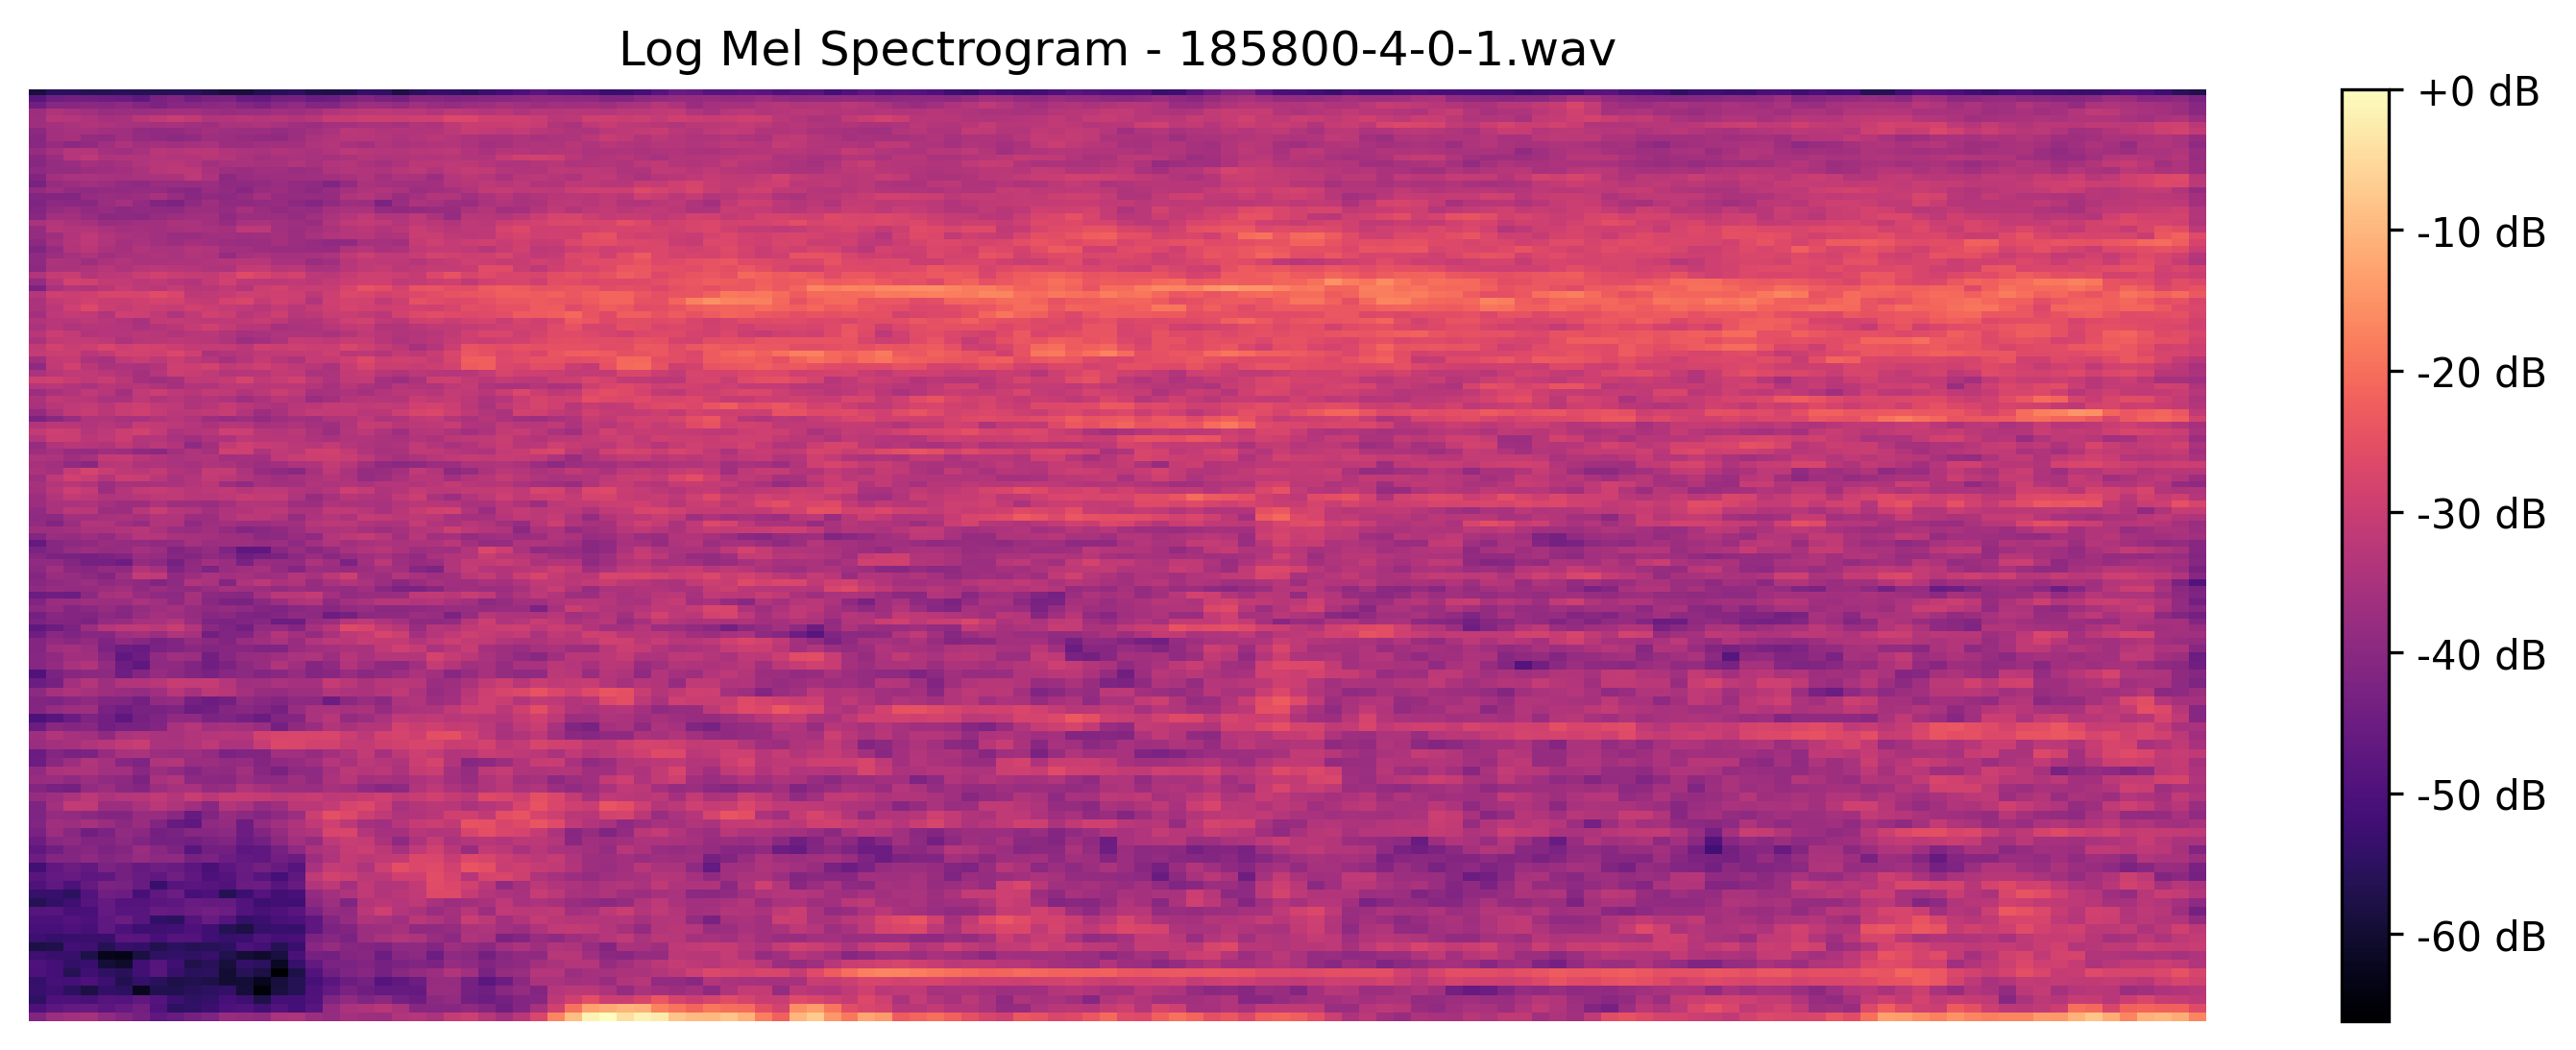 Log Mel Spectrogram - 185800-4-0-1.wav
+0 dB
-10 dB
-20 dB
-30 dB
-40 dB
-50 dB
-60 dB